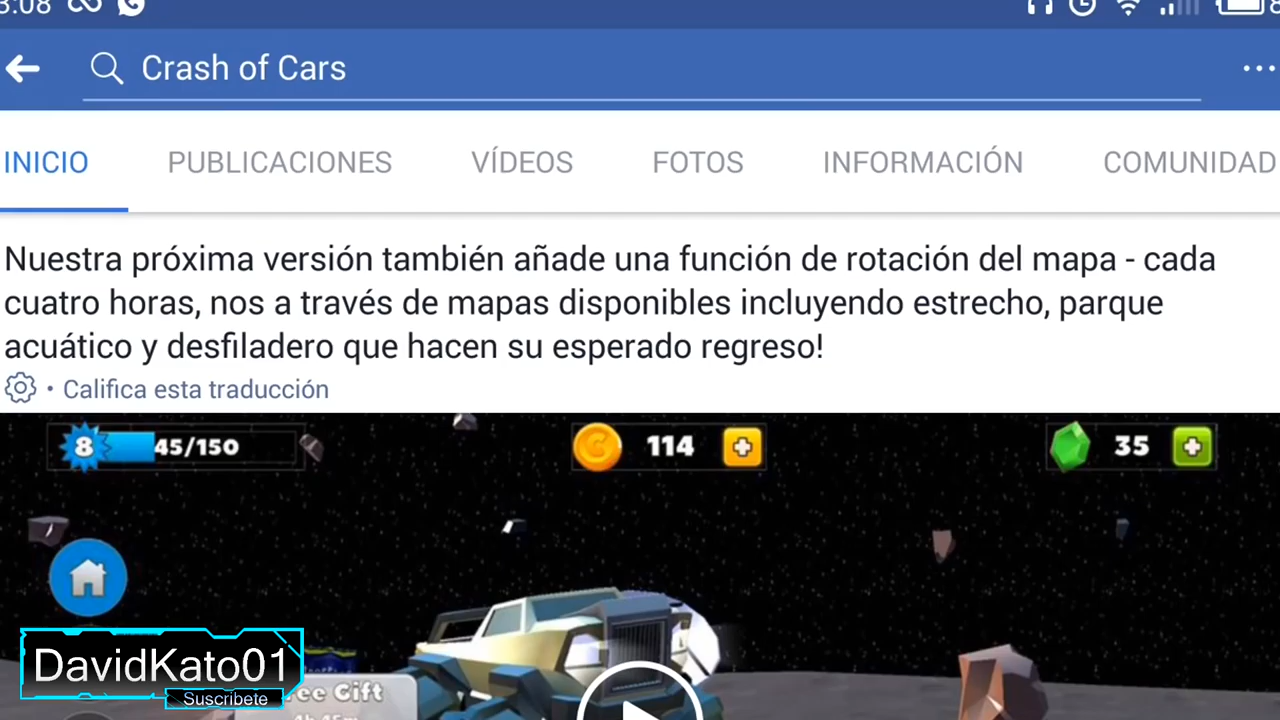 3:08
Crash of Cars
INICIO PUBLICACIONES VÍDEOS FOTOS INFORMACIÓN COMUNIDAD
Nuestra próxima versión también añade una función de rotación del mapa - cada
cuatro horas, nos a través de mapas disponibles incluyendo estrecho, parque
acuático y desfiladero que hacen su esperado regreso!
• Califica esta traducción
8 45/150 114 35
DavidKato01
Suscribete
ree Gift